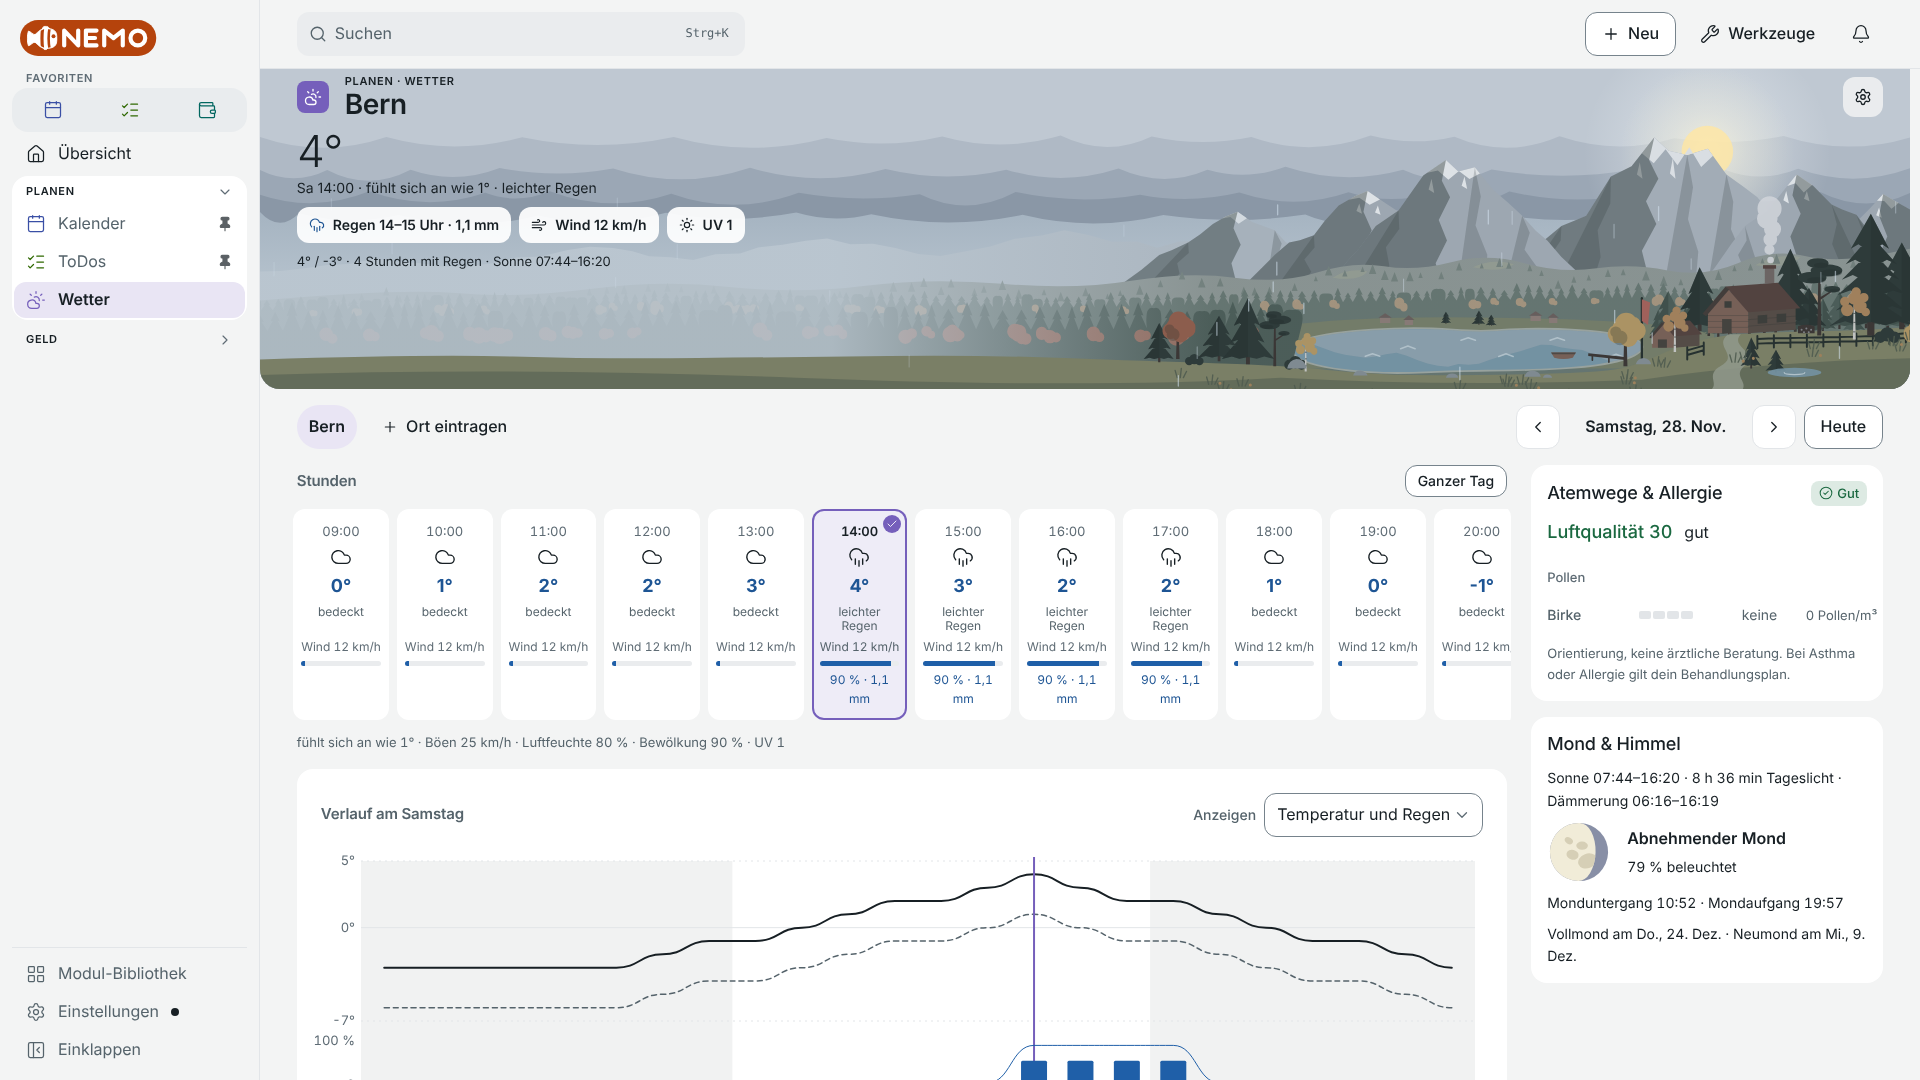 NEMO
FAVORITEN
Übersicht
PLANEN
Kalender
ToDos
Wetter
GELD
Modul-Bibliothek
Einstellungen
Einklappen
Suchen
Strg+K
Neu
Werkzeuge
PLANEN · WETTER
Bern
4°
Sa 14:00 · fühlt sich an wie 1° · leichter Regen
Regen 14–15 Uhr · 1,1 mm
Wind 12 km/h
UV 1
4° / -3° · 4 Stunden mit Regen · Sonne 07:44–16:20
Bern
Ort eintragen
Samstag, 28. Nov.
Heute
Stunden
Ganzer Tag
09:00
0°
bedeckt
Wind 12 km/h
10:00
1°
bedeckt
Wind 12 km/h
11:00
2°
bedeckt
Wind 12 km/h
12:00
2°
bedeckt
Wind 12 km/h
13:00
3°
bedeckt
Wind 12 km/h
14:00
4°
leichter
Regen
Wind 12 km/h
90 % · 1,1
mm
15:00
3°
leichter
Regen
Wind 12 km/h
90 % · 1,1
mm
16:00
2°
leichter
Regen
Wind 12 km/h
90 % · 1,1
mm
17:00
2°
leichter
Regen
Wind 12 km/h
90 % · 1,1
mm
18:00
1°
bedeckt
Wind 12 km/h
19:00
0°
bedeckt
Wind 12 km/h
20:00
-1°
bedeckt
Wind 12 km
fühlt sich an wie 1° · Böen 25 km/h · Luftfeuchte 80 % · Bewölkung 90 % · UV 1
Verlauf am Samstag
Anzeigen
Temperatur und Regen
5°
0°
-7°
100 %
Atemwege & Allergie
Gut
Luftqualität 30 gut
Pollen
Birke keine 0 Pollen/m³
Orientierung, keine ärztliche Beratung. Bei Asthma
oder Allergie gilt dein Behandlungsplan.
Mond & Himmel
Sonne 07:44–16:20 · 8 h 36 min Tageslicht ·
Dämmerung 06:16–16:19
Abnehmender Mond
79 % beleuchtet
Monduntergang 10:52 · Mondaufgang 19:57
Vollmond am Do., 24. Dez. · Neumond am Mi., 9.
Dez.